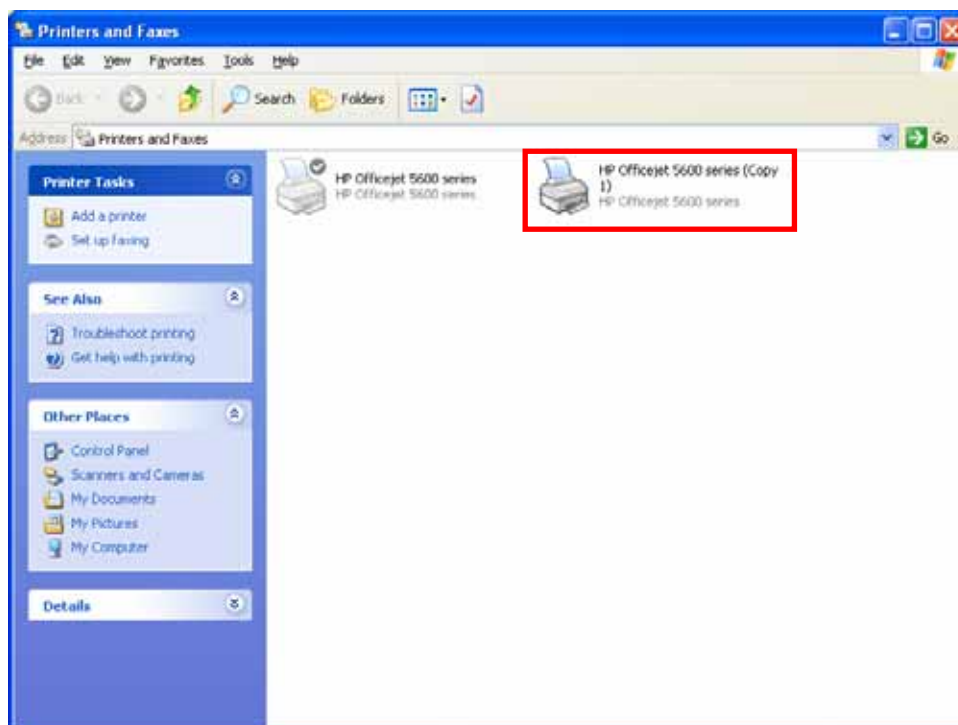 Printers and Faxes
File Edit View Favorites Tools Help
Back Search Folders
Address Printers and Faxes Go
Printer Tasks
Add a printer
Set up faxing
See Also
Troubleshoot printing
Get help with printing
Other Places
Control Panel
Scanners and Cameras
My Documents
My Pictures
My Computer
Details
HP Officejet 5600 series
HP Officejet 5600 series
HP Officejet 5600 series (Copy
1)
HP Officejet 5600 series